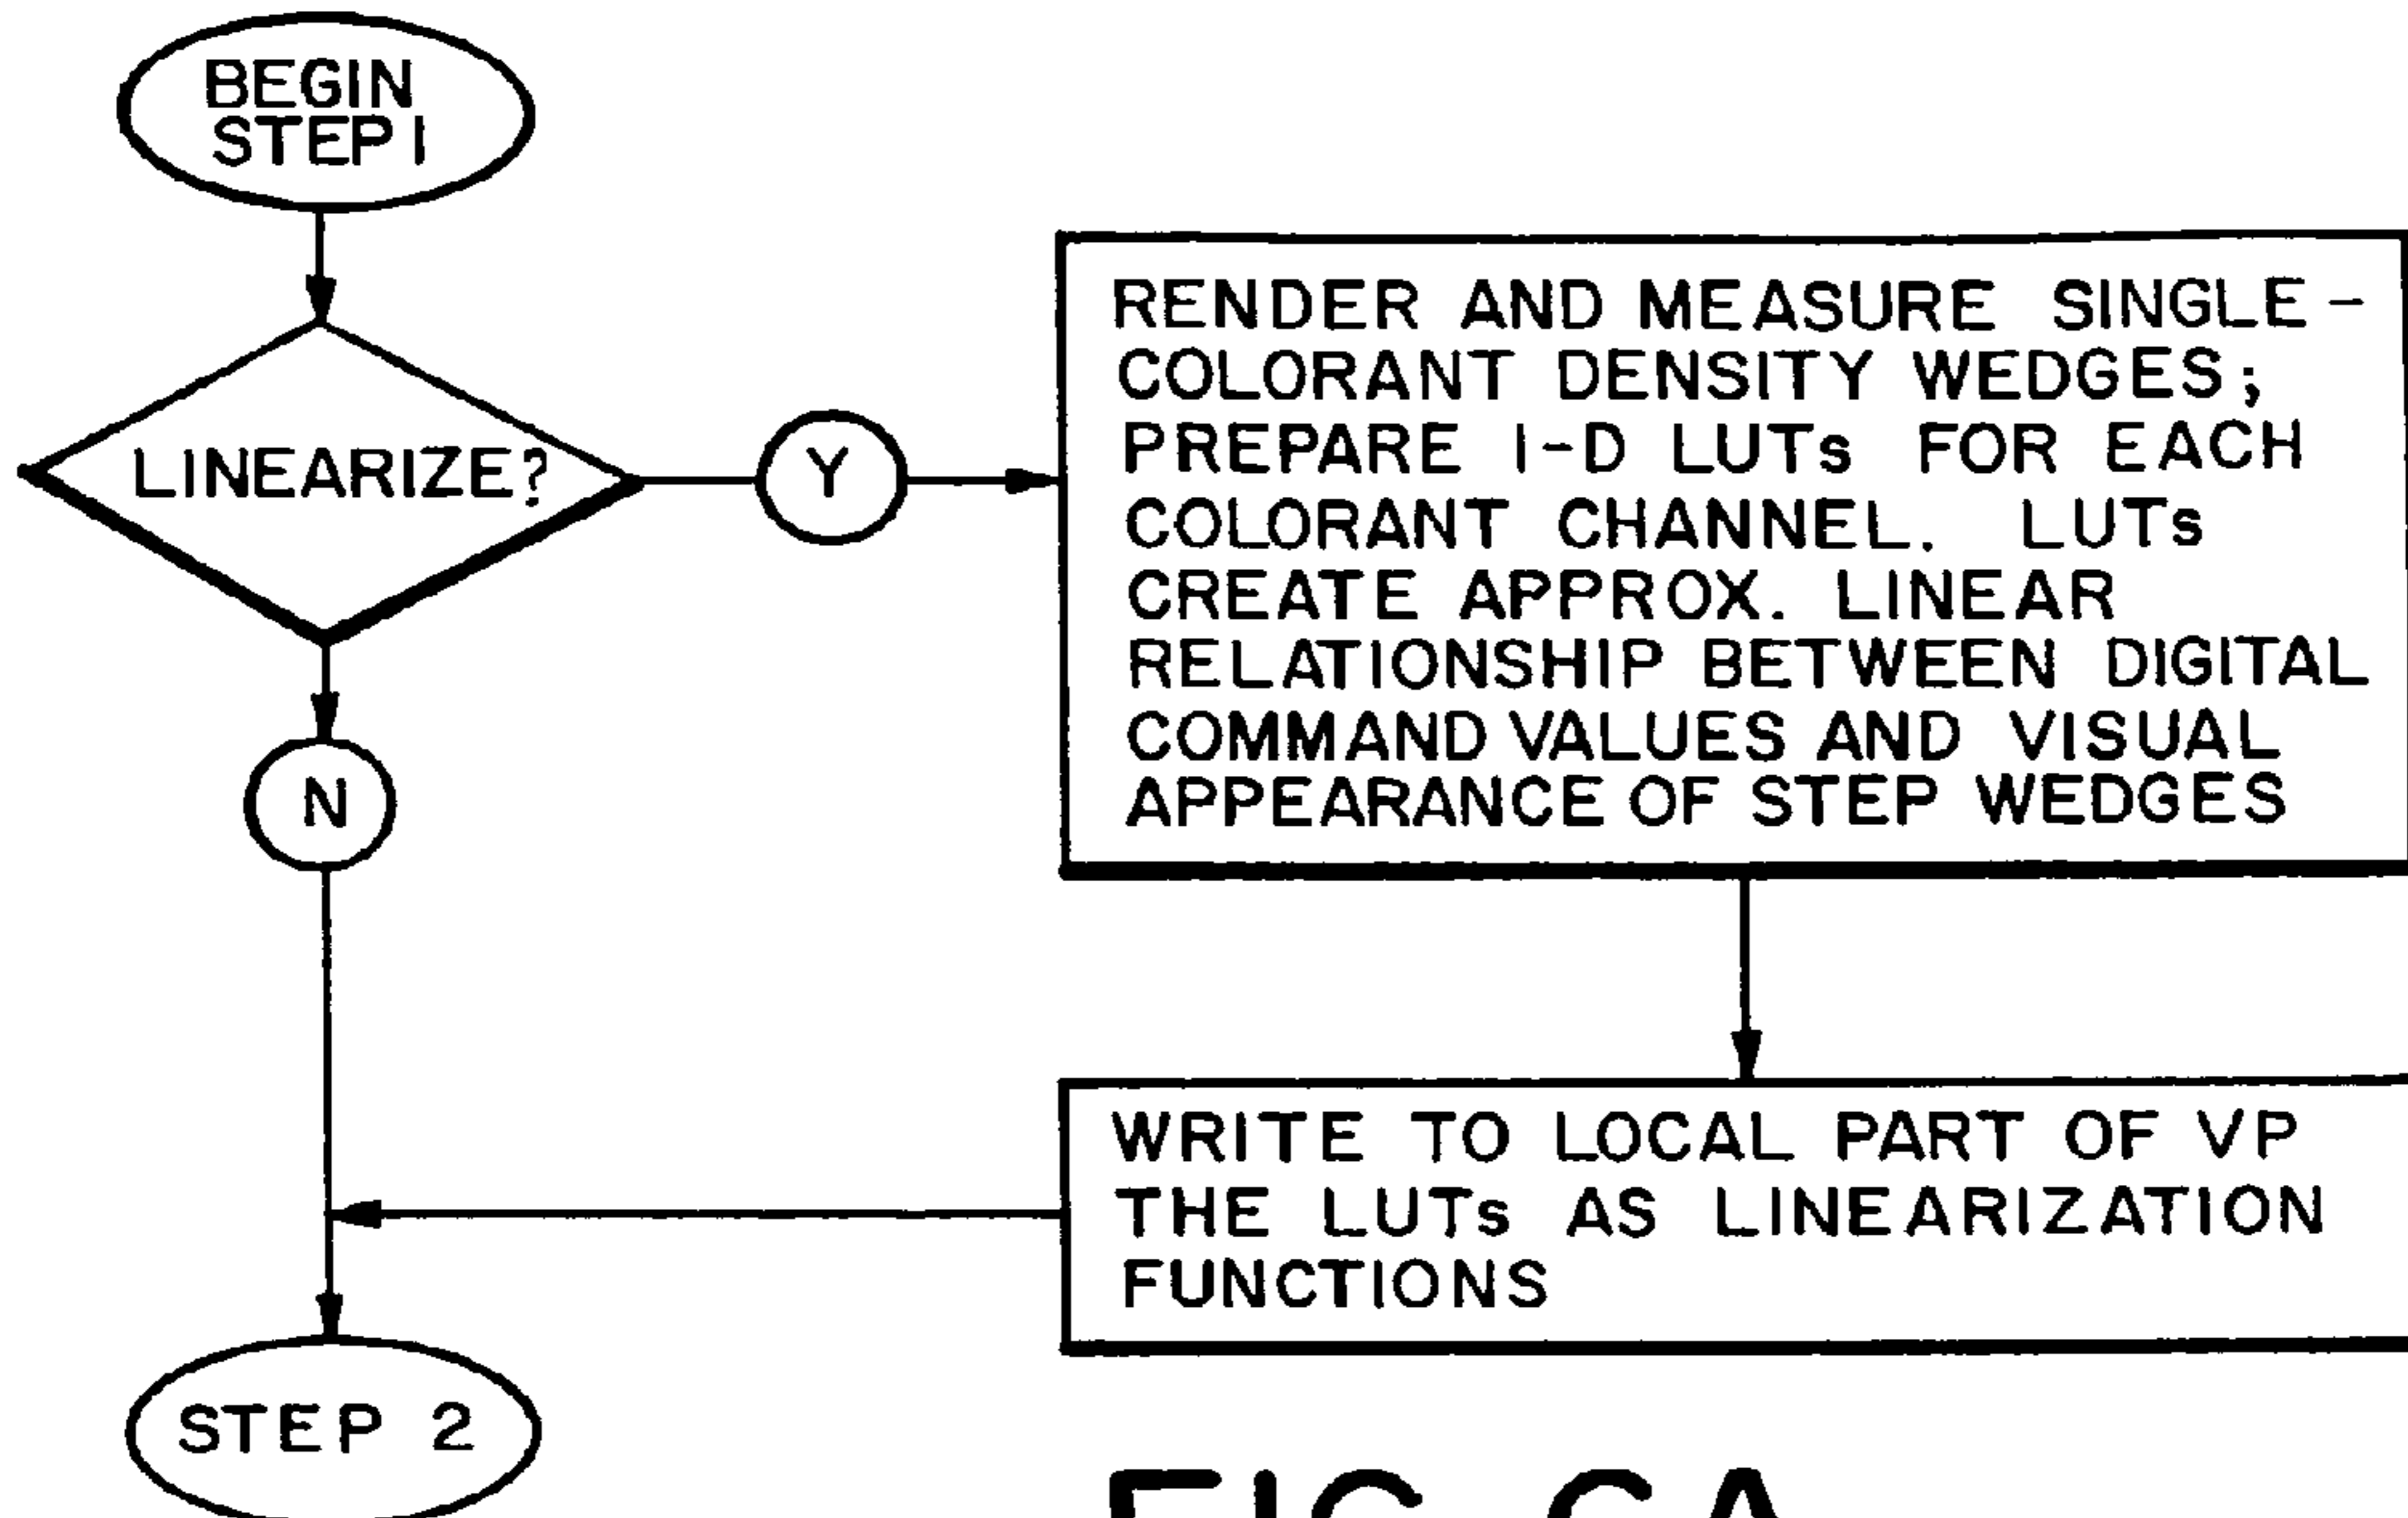 BEGIN
STEP 1
LINEARIZE?
Y
N
RENDER AND MEASURE SINGLE-
COLORANT DENSITY WEDGES;
PREPARE 1-D LUTs FOR EACH
COLORANT CHANNEL. LUTs
CREATE APPROX. LINEAR
RELATIONSHIP BETWEEN DIGITAL
COMMAND VALUES AND VISUAL
APPEARANCE OF STEP WEDGES
WRITE TO LOCAL PART OF VP
THE LUTs AS LINEARIZATION
FUNCTIONS
STEP 2